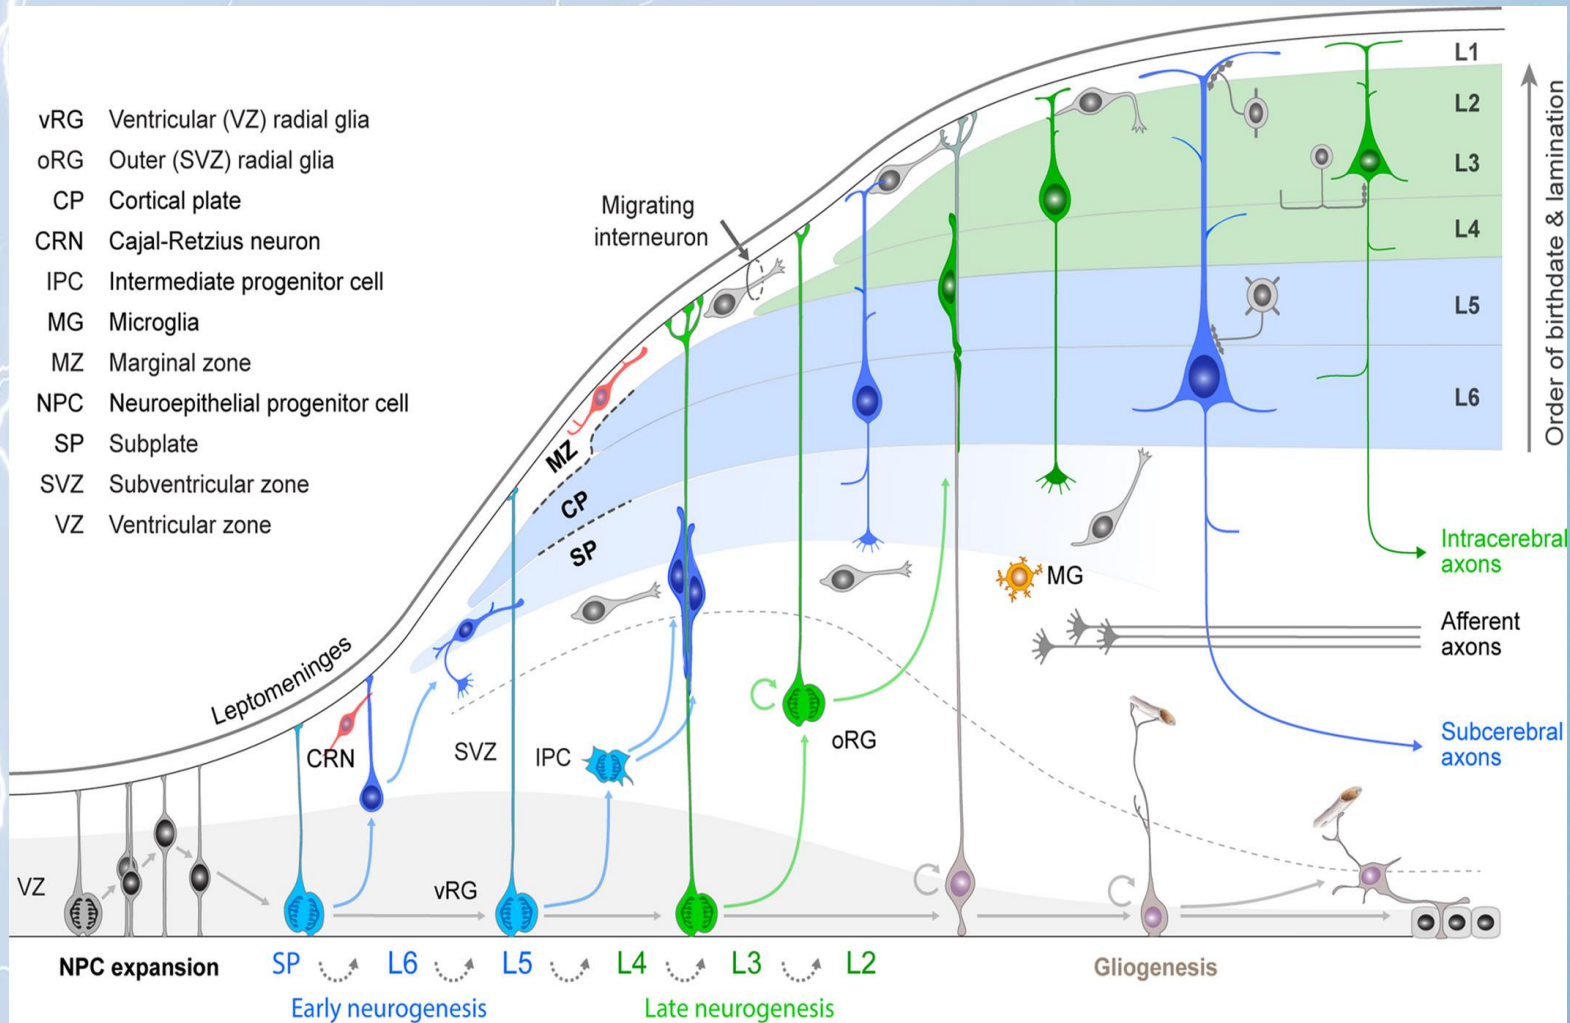 vRG Ventricular (VZ) radial glia
oRG Outer (SVZ) radial glia
CP Cortical plate
CRN Cajal-Retzius neuron
IPC Intermediate progenitor cell
MG Microglia
MZ Marginal zone
NPC Neuroepithelial progenitor cell
SP Subplate
SVZ Subventricular zone
VZ Ventricular zone
Migrating
interneuron
L1
L2
L3
L4
L5
L6
Order of birthdate & lamination
MZ
CP
SP
MG
Intracerebral
axons
Afferent
axons
Subcerebral
axons
Leptomeninges
CRN
SVZ
IPC
oRG
VZ
vRG
NPC expansion
SP L6 L5 L4 L3 L2
Gliogenesis
Early neurogenesis
Late neurogenesis